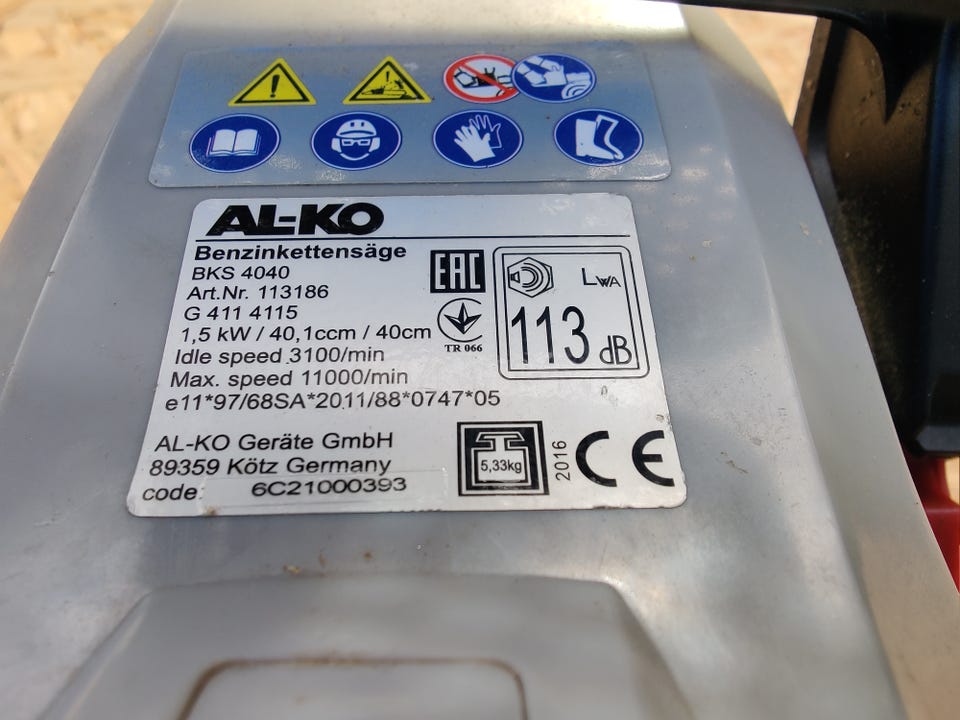 AL-KO
Benzinkettensäge
BKS 4040
Art.Nr. 113186
G 411 4115
1,5 kW / 40,1ccm / 40cm
Idle speed 3100/min
Max. speed 11000/min
e11*97/68SA*2011/88*0747*05
EAC
TR 066
LWA
113 dB
AL-KO Geräte GmbH
89359 Kötz Germany
code: 6C21000393
5,33kg
2016
CE